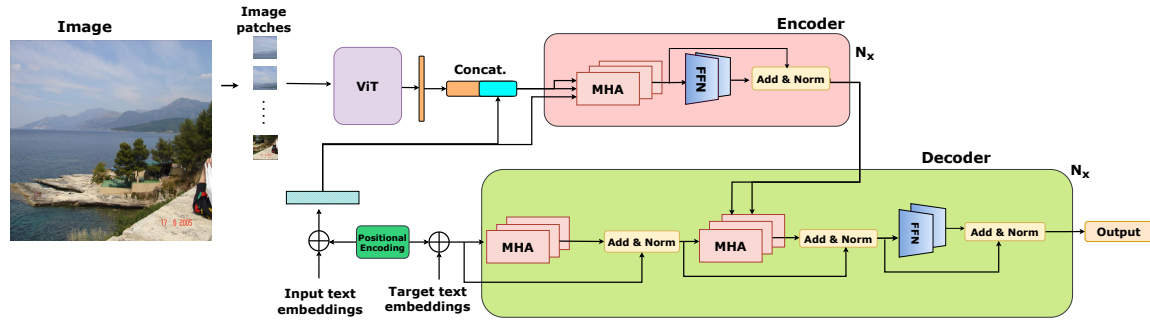 Image
Image
patches
ViT
Concat.
Encoder
Nx
MHA
FFN
Add & Norm
Decoder
Nx
MHA
Add & Norm
MHA
Add & Norm
FFN
Add & Norm
Output
Positional
Encoding
Input text
embeddings
Target text
embeddings
17 9 2005